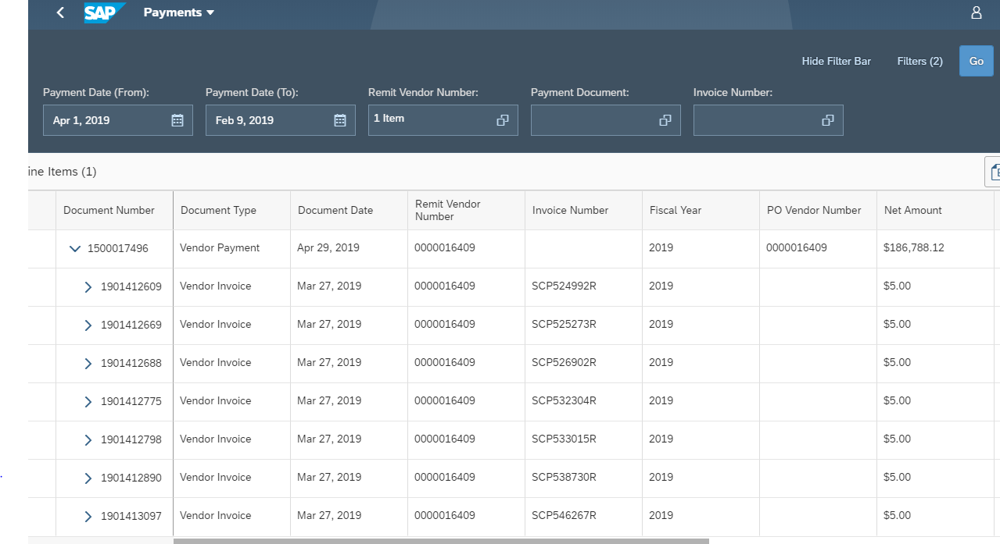 SAP Payments
Hide Filter Bar Filters (2) Go
Payment Date (From): Payment Date (To): Remit Vendor Number: Payment Document: Invoice Number:
Apr 1, 2019 Feb 9, 2019 1 Item
ine Items (1)
Document Number Document Type Document Date Remit Vendor Number Invoice Number Fiscal Year PO Vendor Number Net Amount
1500017496 Vendor Payment Apr 29, 2019 0000016409 2019 0000016409 $186,788.12
1901412609 Vendor Invoice Mar 27, 2019 0000016409 SCP524992R 2019 $5.00
1901412669 Vendor Invoice Mar 27, 2019 0000016409 SCP525273R 2019 $5.00
1901412688 Vendor Invoice Mar 27, 2019 0000016409 SCP526902R 2019 $5.00
1901412775 Vendor Invoice Mar 27, 2019 0000016409 SCP532304R 2019 $5.00
1901412798 Vendor Invoice Mar 27, 2019 0000016409 SCP533015R 2019 $5.00
1901412890 Vendor Invoice Mar 27, 2019 0000016409 SCP538730R 2019 $5.00
1901413097 Vendor Invoice Mar 27, 2019 0000016409 SCP546267R 2019 $5.00